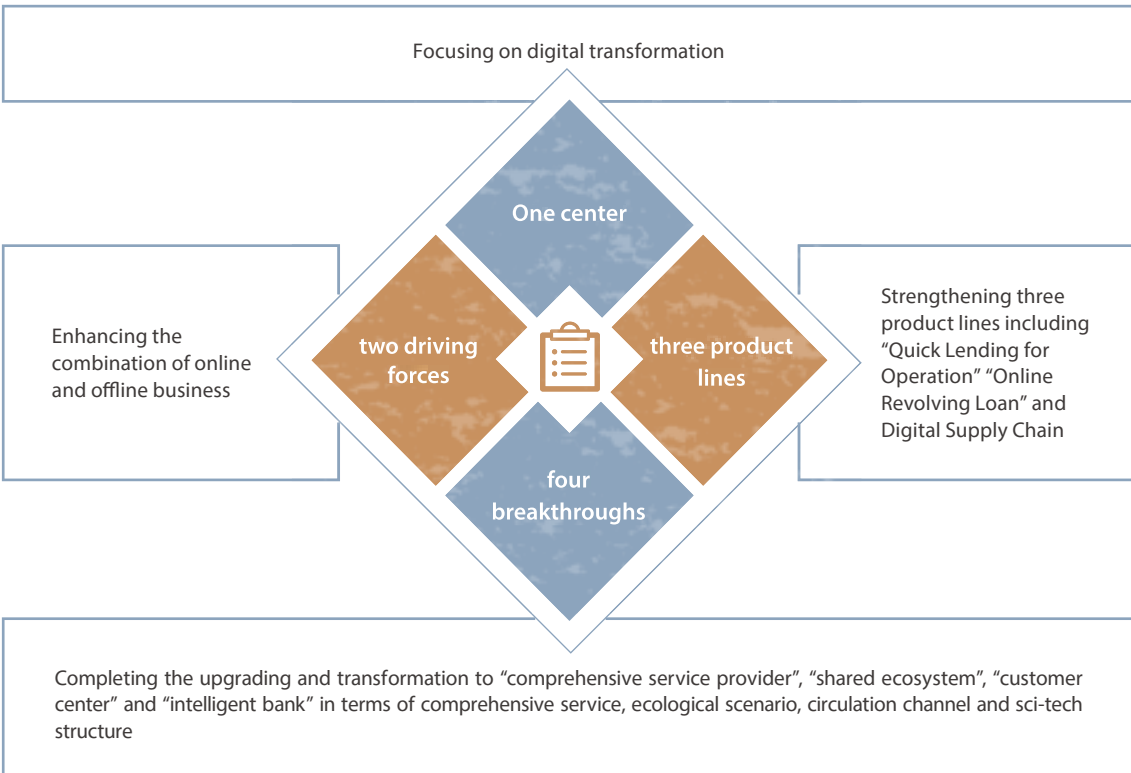 Focusing on digital transformation
One center
Enhancing the
combination of online
and offline business
two driving
forces
three product
lines
Strengthening three
product lines including
“Quick Lending for
Operation” “Online
Revolving Loan” and
Digital Supply Chain
four
breakthroughs
Completing the upgrading and transformation to “comprehensive service provider”, “shared ecosystem”, “customer
center” and “intelligent bank” in terms of comprehensive service, ecological scenario, circulation channel and sci-tech
structure